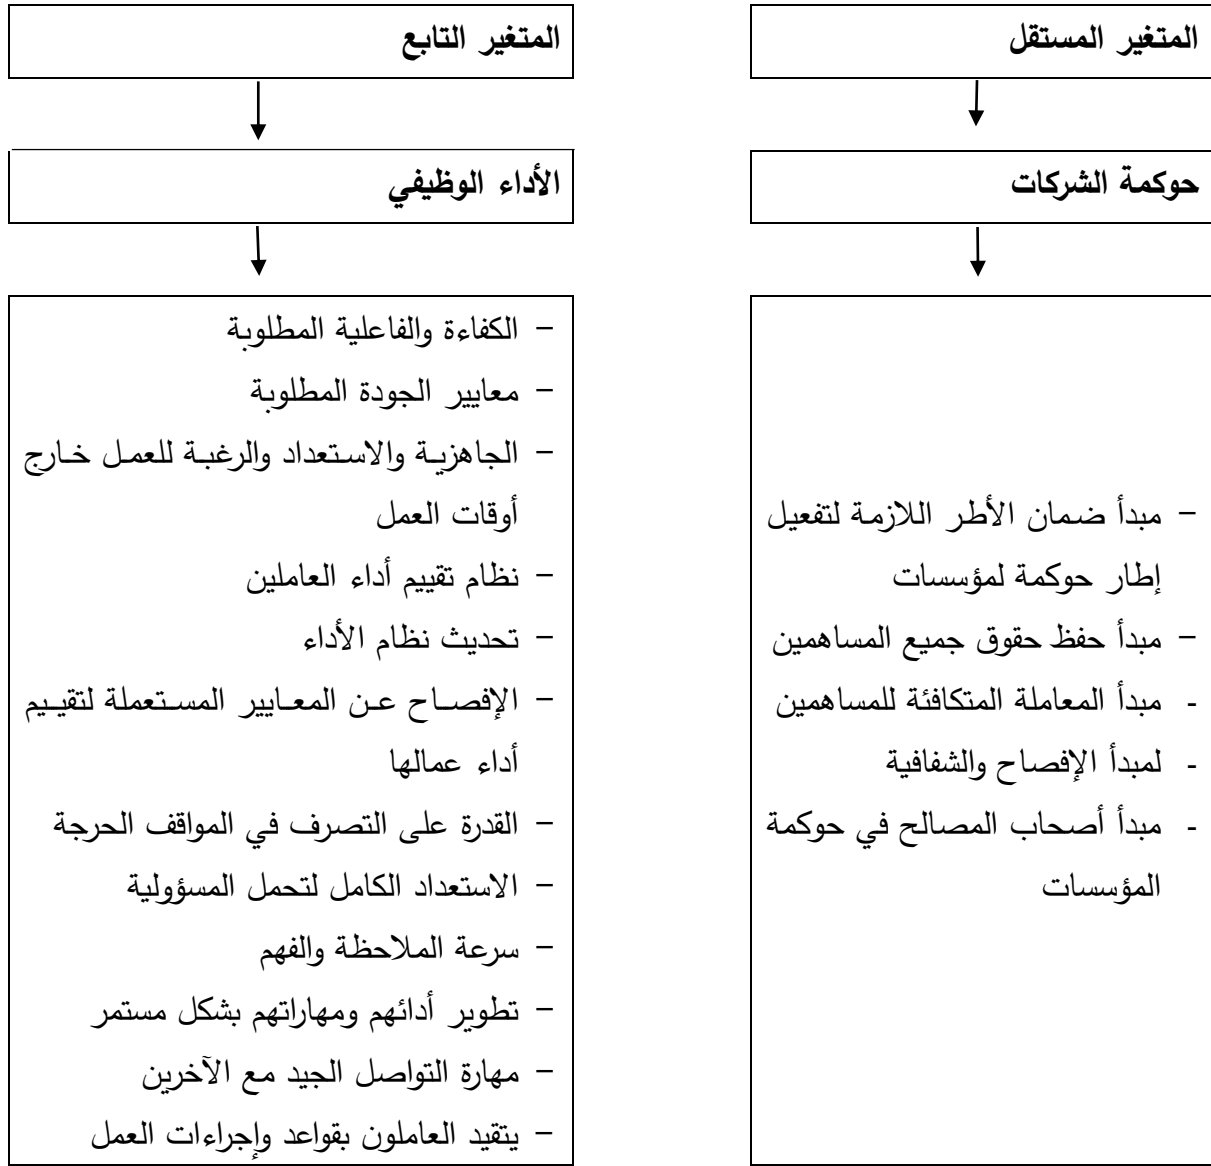 المتغير المستقل
حوكمة الشركات
– مبدأ ضمان الأطر اللازمة لتفعيل
إطار حوكمة لمؤسسات
– مبدأ حفظ حقوق جميع المساهمين
- مبدأ المعاملة المتكافئة للمساهمين
- لمبدأ الإفصاح والشفافية
- مبدأ أصحاب المصالح في حوكمة
المؤسسات
المتغير التابع
الأداء الوظيفي
– الكفاءة والفاعلية المطلوبة
– معايير الجودة المطلوبة
– الجاهزية والاستعداد والرغبة للعمل خارج
أوقات العمل
– نظام تقييم أداء العاملين
– تحديث نظام الأداء
– الإفصاح عن المعايير المستعملة لتقييم
أداء عمالها
– القدرة على التصرف في المواقف الحرجة
– الاستعداد الكامل لتحمل المسؤولية
– سرعة الملاحظة والفهم
– تطوير أدائهم ومهاراتهم بشكل مستمر
– مهارة التواصل الجيد مع الآخرين
– يتقيد العاملون بقواعد وإجراءات العمل